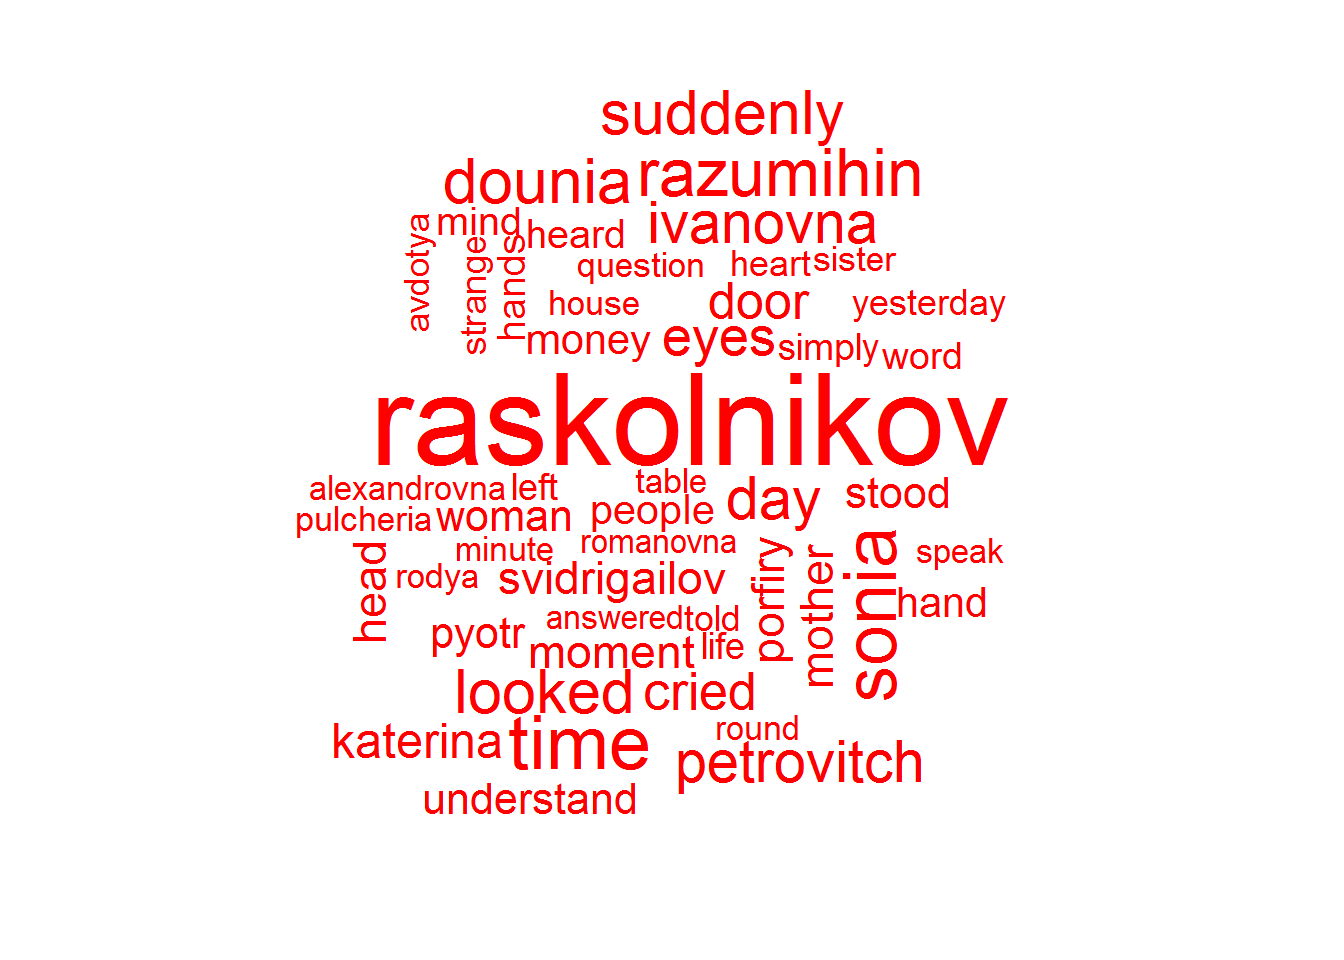 suddenly
dounia razumihin
avdotya mind heard ivanovna
strange hands question heart sister
house door yesterday
money eyes simply word
raskolnikov
alexandrovna left table day stood
pulcheria woman people
head minute romanovna porfiry mother sonia speak
rodya svidrigailov hand
pyotr answered told
moment life
looked cried
katerina time round
petrovitch
understand